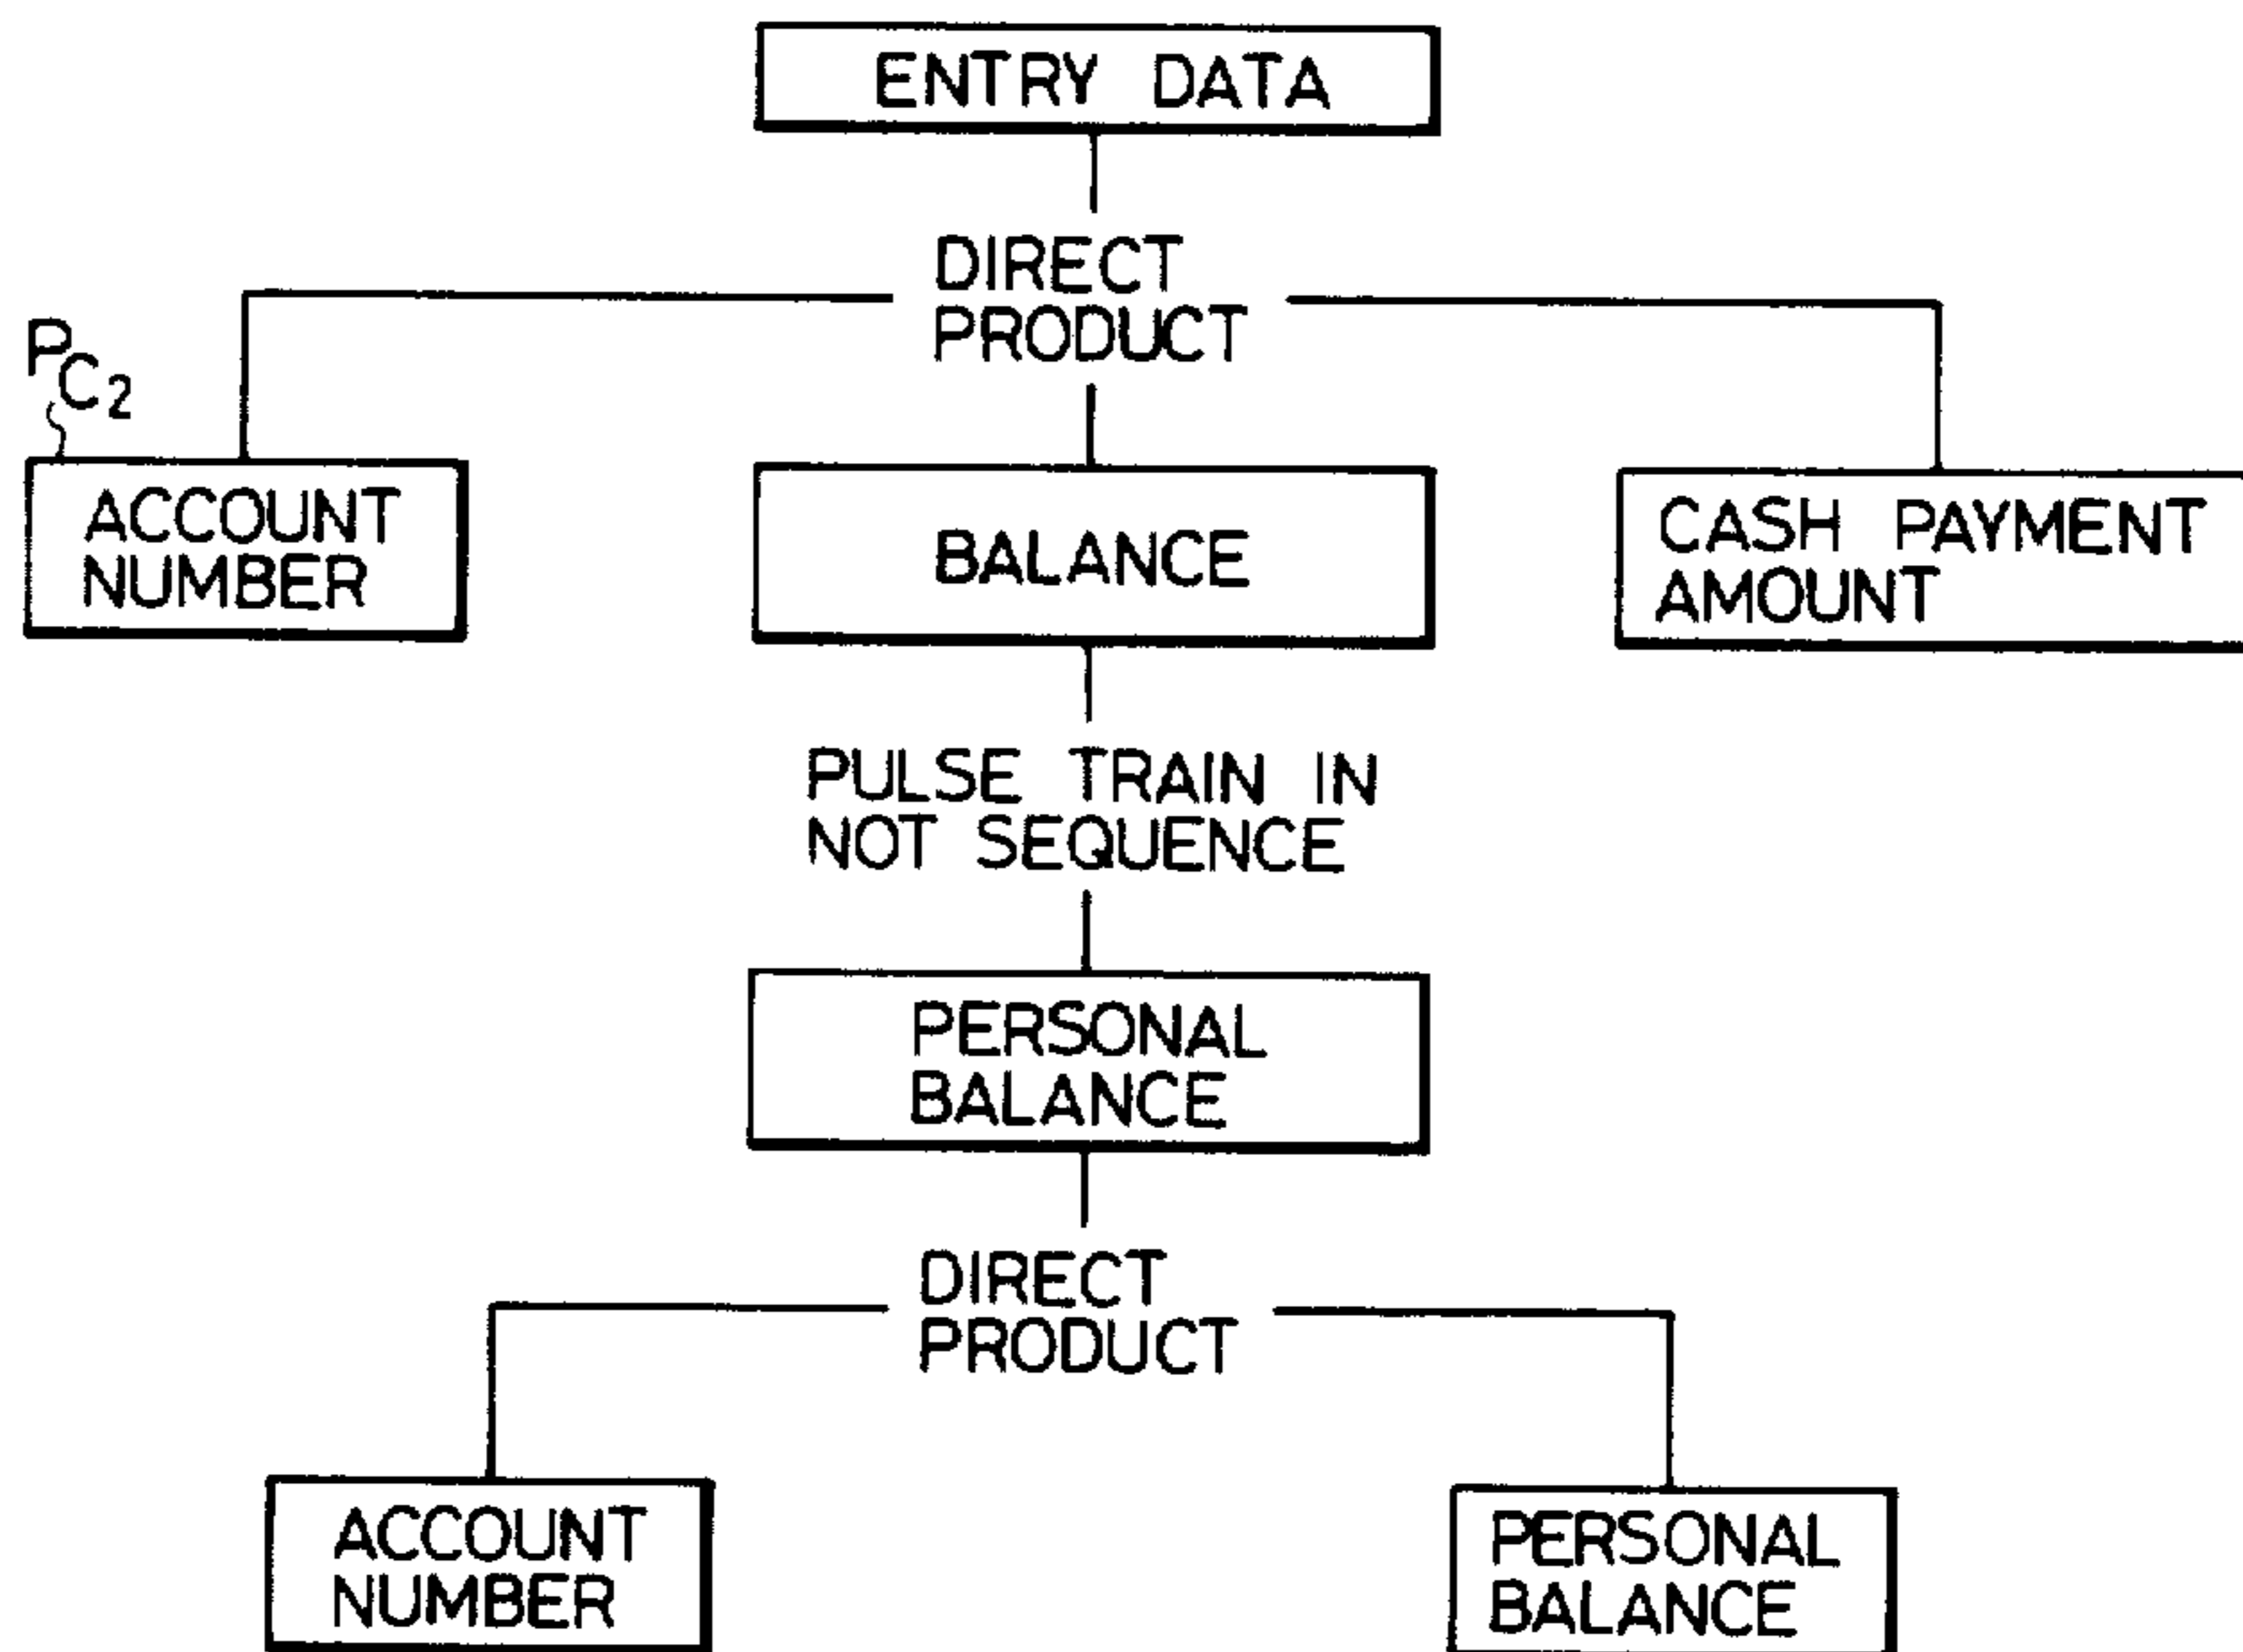 ENTRY DATA
DIRECT
PRODUCT
PC2
ACCOUNT
NUMBER
BALANCE
CASH PAYMENT
AMOUNT
PULSE TRAIN IN
NOT SEQUENCE
PERSONAL
BALANCE
DIRECT
PRODUCT
ACCOUNT
NUMBER
PERSONAL
BALANCE